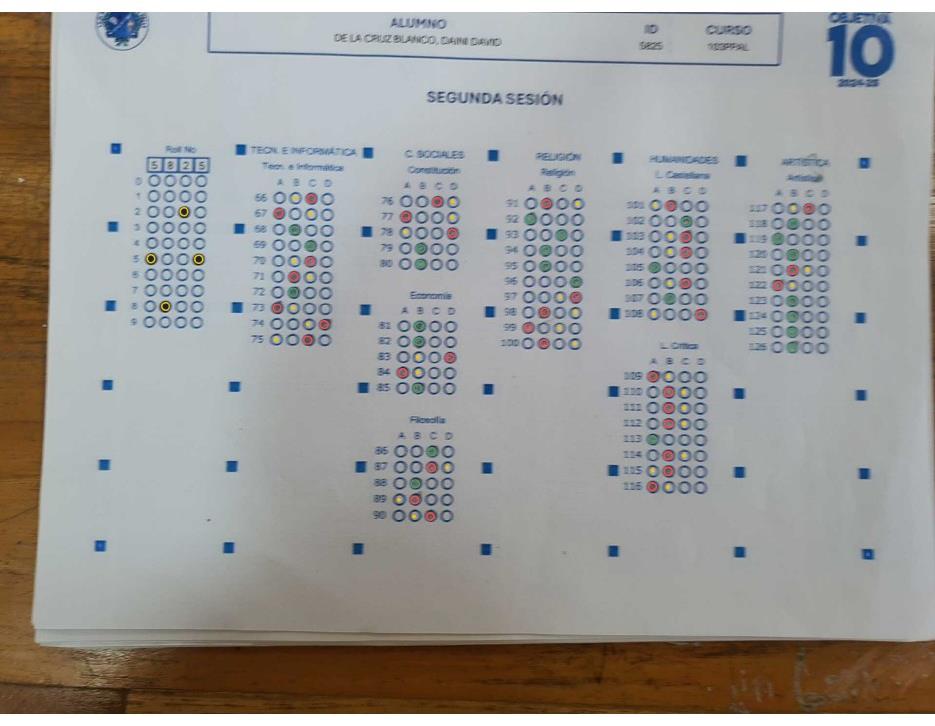 OBJETIVA
10
2024-25
ALUMNO
DE LA CRUZ BLANCO, DAINI DAVID
ID
5825
CURSO
103PPAL
SEGUNDA SESIÓN
Roll No
5 8 2 5
0
1
2
3
4
5
6
7
8
9
TECN. E INFORMÁTICA
Tecn. e Informática
A B C D
66
67
68
69
70
71
72
73
74
75
C. SOCIALES
Constitución
A B C D
76
77
78
79
80
Economía
A B C D
81
82
83
84
85
Filosofía
A B C D
86
87
88
89
90
RELIGIÓN
Religión
A B C D
91
92
93
94
95
96
97
98
99
100
HUMANIDADES
L. Castellana
A B C D
101
102
103
104
105
106
107
108
L. Crítica
A B C D
109
110
111
112
113
114
115
116
ARTÍSTICA
Artística
A B C D
117
118
119
120
121
122
123
124
125
126